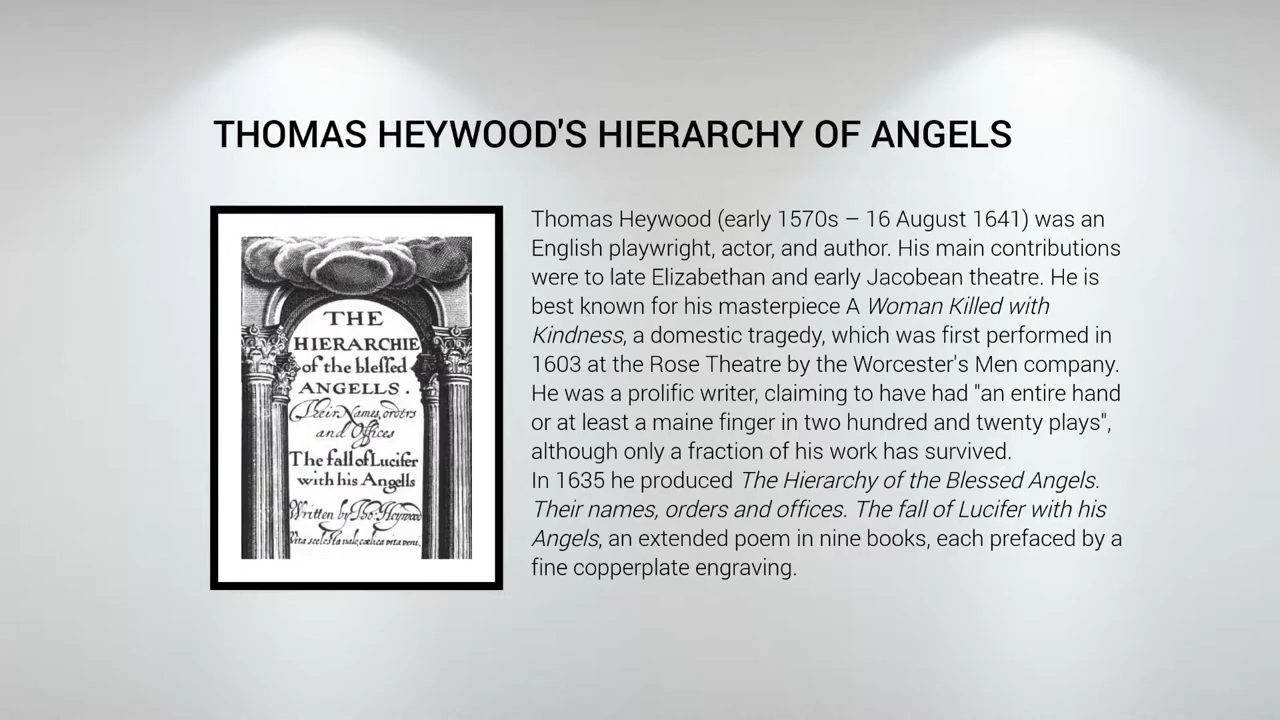 THOMAS HEYWOOD'S HIERARCHY OF ANGELS
THE
HIERARCHIE
of the blessed
ANGELLS.
Their Names, orders
and Offices
The fall of Lucifer
with his Angells
Written by Tho: Heywood
Vita scelesta vale, cœlica vita veni.
Thomas Heywood (early 1570s – 16 August 1641) was an
English playwright, actor, and author. His main contributions
were to late Elizabethan and early Jacobean theatre. He is
best known for his masterpiece A Woman Killed with
Kindness, a domestic tragedy, which was first performed in
1603 at the Rose Theatre by the Worcester's Men company.
He was a prolific writer, claiming to have had "an entire hand
or at least a maine finger in two hundred and twenty plays",
although only a fraction of his work has survived.
In 1635 he produced The Hierarchy of the Blessed Angels.
Their names, orders and offices. The fall of Lucifer with his
Angels, an extended poem in nine books, each prefaced by a
fine copperplate engraving.